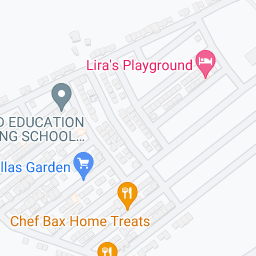 Lira's Playground
D EDUCATION
NG SCHOOL...
llas Garden
Chef Bax Home Treats